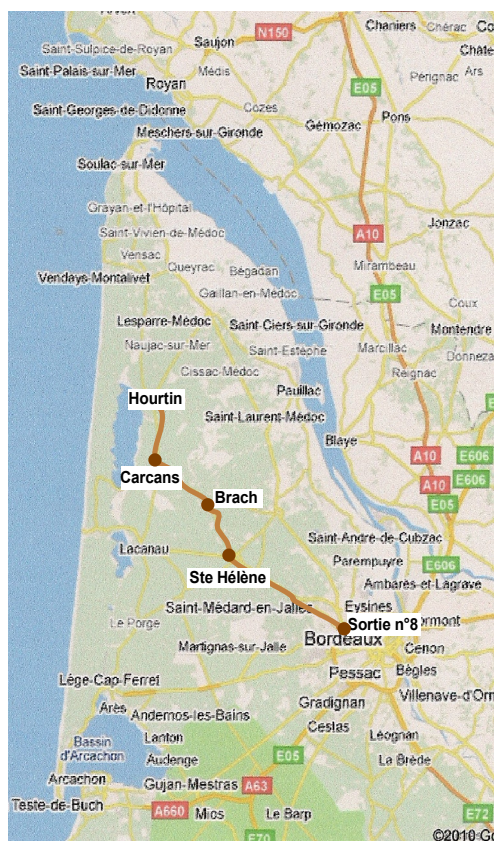 Arvert
N150
Chaniers
Chérac
Co
Saujon
Saint-Sulpice-de-Royan
Châte
Saint-Palais-sur-Mer
Médis
Pérignac
Ars
Royan
E05
Saint-Georges-de-Didonne
Cozes
Pons
Gémozac
Meschers-sur-Gironde
Soulac-sur-Mer
Grayan-et-l'Hôpital
Jonzac
Saint-Vivien-de-Médoc
A10
Vensac
Queyrac
Bégadan
Mirambeau
Vendays-Montalivet
Gaillan-en-Médoc
E05
Coux
Lesparre-Médoc
Saint-Ciers-sur-Gironde
Montendre
Naujac-sur-Mer
Saint-Estèphe
Marcillac
Donneza
Cissac-Médoc
Reignac
Pauillac
Hourtin
Saint-Laurent-Médoc
Blaye
A10
E606
Carcans
A10
E606
Brach
E05
Saint-Andre-de-Cubzac
Lacanau
Parempuyre
E606
Ste Hélène
Ambarès-et-Lagrave
Saint-Médard-en-Jalles
Eysines
Le Porge
Sortie n°8
ormont
Bordeaux
Martignas-sur-Jalle
Cenon
Pessac
Bègles
Lège-Cap-Ferret
Villenave-d'Orn
Gradignan
Arès
Andernos-les-Bains
Cestas
Léognan
Bassin
d'Arcachon
Lanton
E05
La Brède
Audenge
Arcachon
Gujan-Mestras
A63
Teste-de-Buch
A660
Mios
Le Barp
E72
E70
©2010 Go